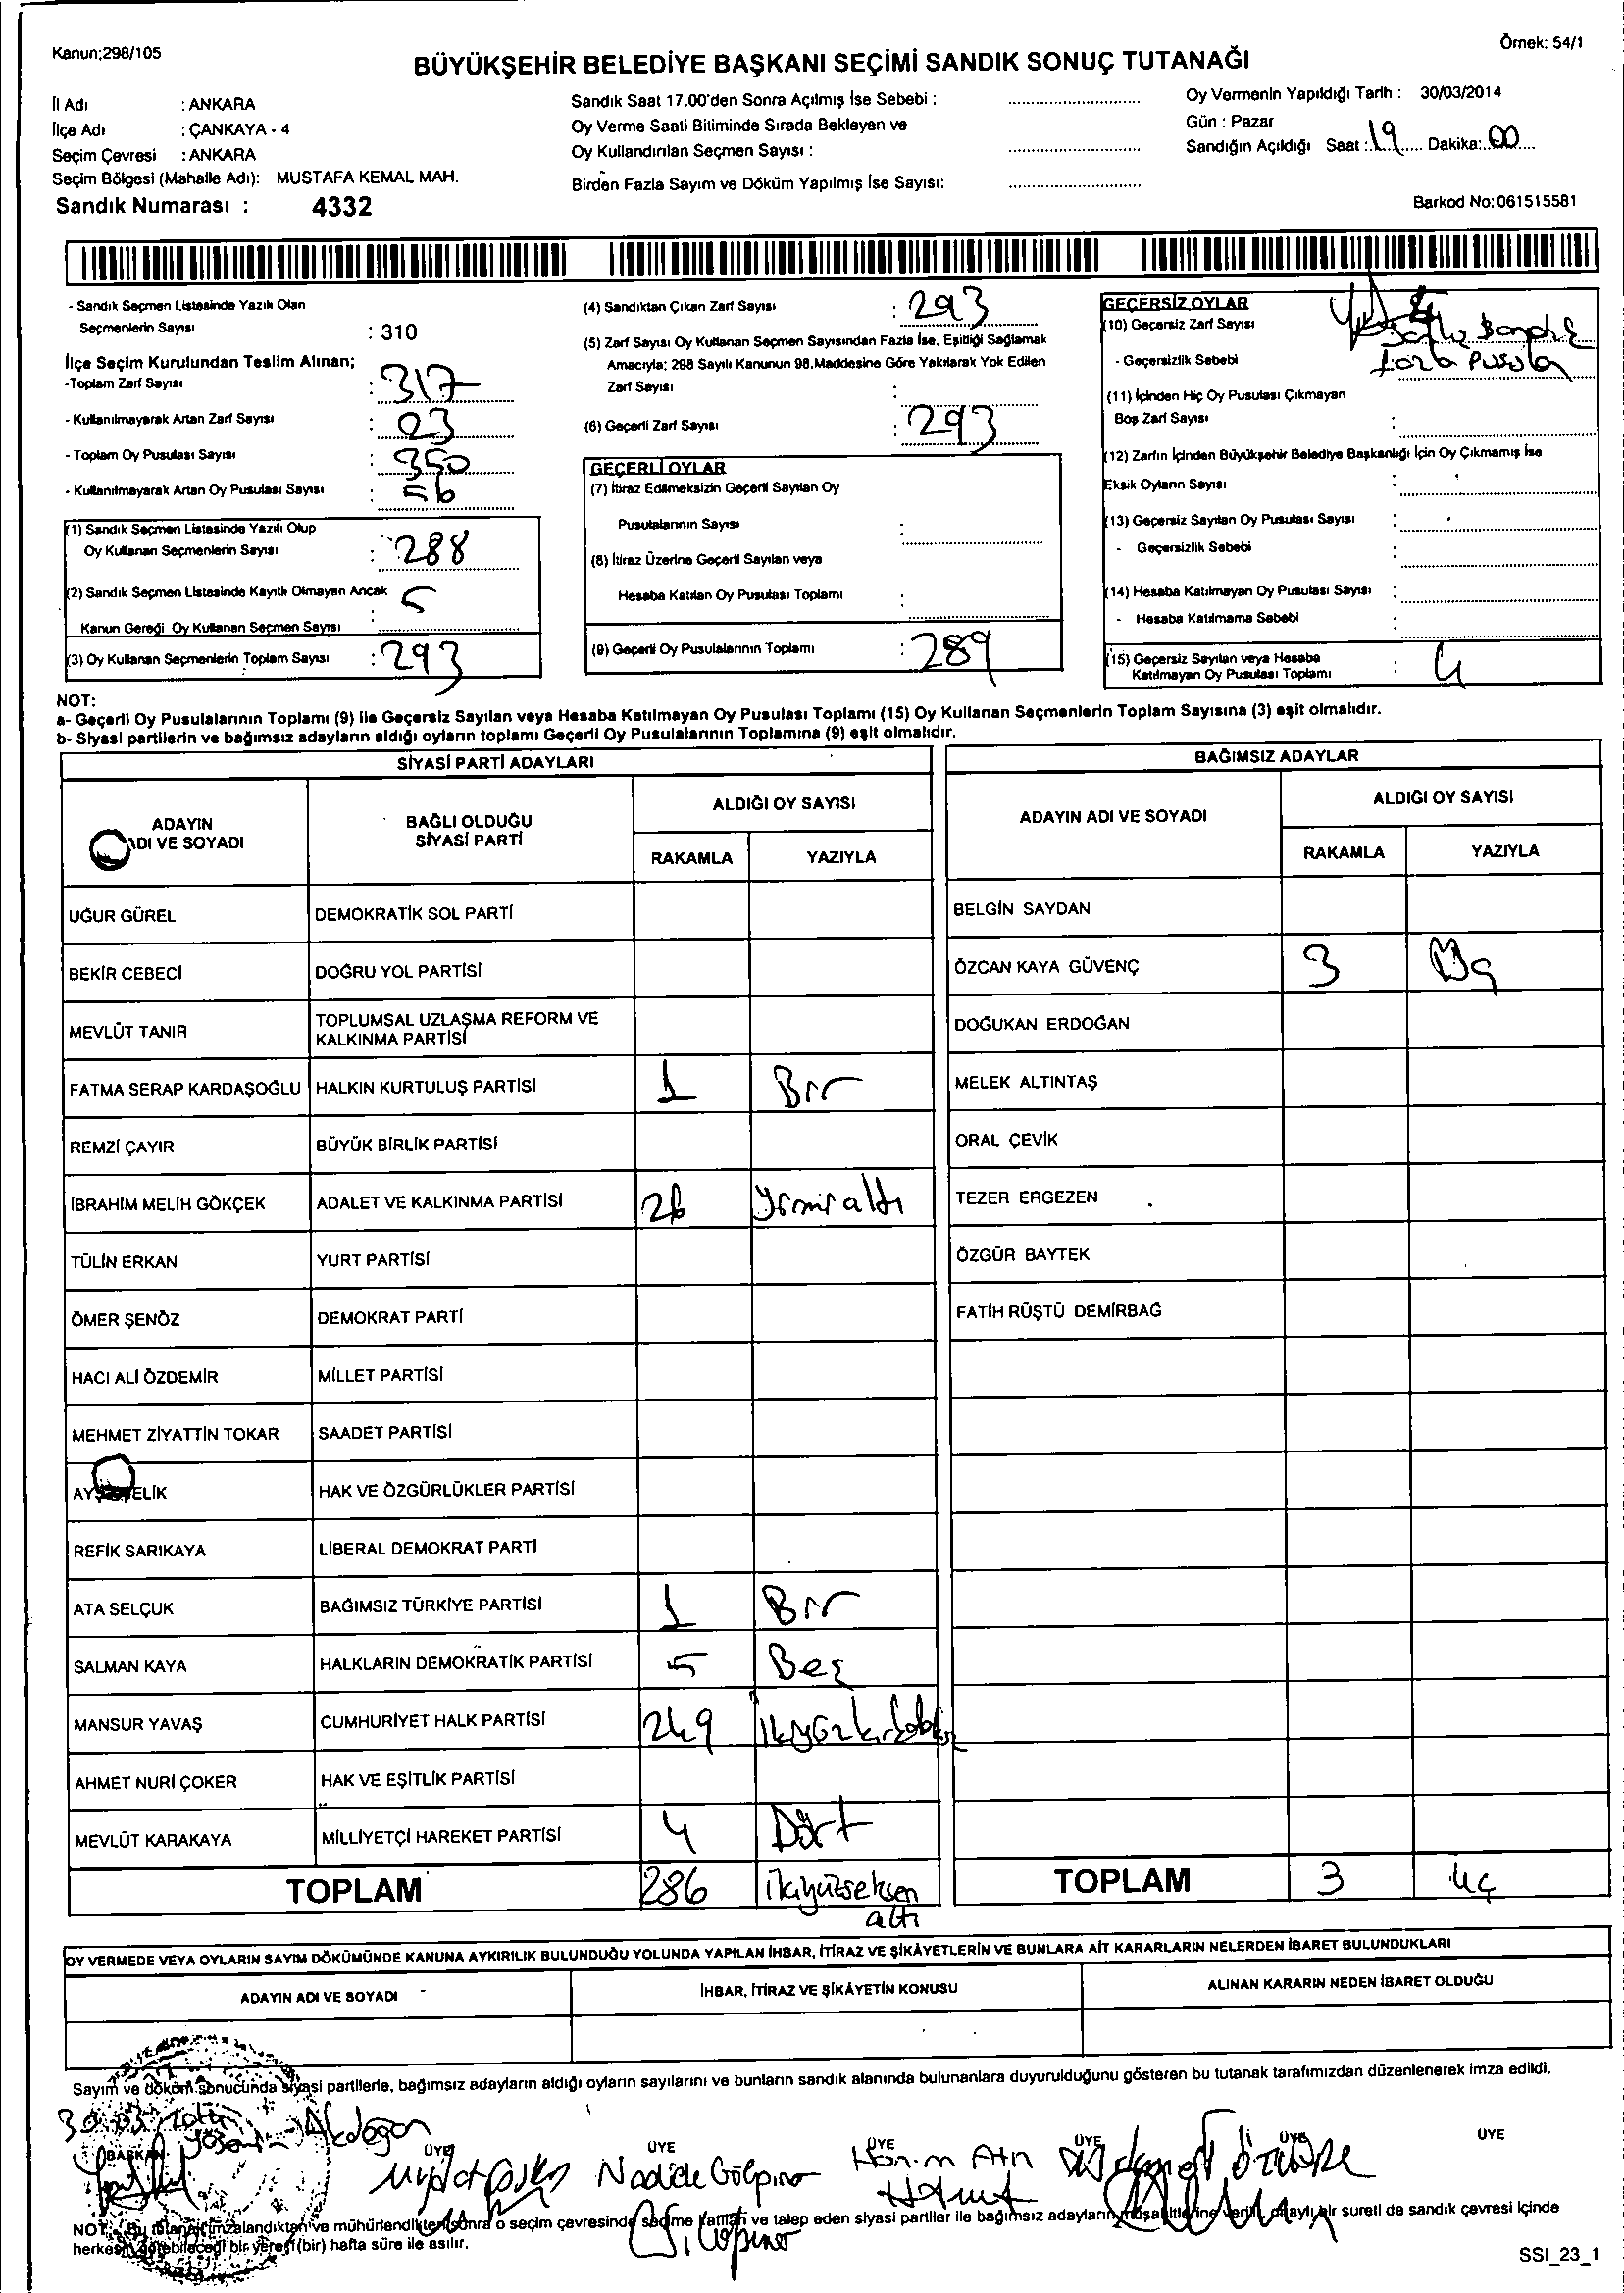 Kanun;298/105
Örnek: 54/1
BÜYÜKŞEHİR BELEDİYE BAŞKANI SEÇİMİ SANDIK SONUÇ TUTANAĞI
İl Adı : ANKARA
İlçe Adı : ÇANKAYA - 4
Seçim Çevresi : ANKARA
Seçim Bölgesi (Mahalle Adı): MUSTAFA KEMAL MAH.
Sandık Numarası : 4332
Sandık Saat 17.00'den Sonra Açılmış İse Sebebi :
Oy Verme Saati Bitiminde Sırada Bekleyen ve
Oy Kullandırılan Seçmen Sayısı :
Birden Fazla Sayım ve Döküm Yapılmış İse Sayısı:
Oy Vermenin Yapıldığı Tarih : 30/03/2014
Gün : Pazar
Sandığın Açıldığı Saat : 19 Dakika: 00
Barkod No: 061515581
- Sandık Seçmen Listesinde Yazılı Olan
Seçmenlerin Sayısı : 310
İlçe Seçim Kurulundan Teslim Alınan;
-Toplam Zarf Sayısı : 317
- Kullanılmayarak Artan Zarf Sayısı : 23
- Toplam Oy Pusulası Sayısı : 350
- Kullanılmayarak Artan Oy Pusulası Sayısı : 56
(1) Sandık Seçmen Listesinde Yazılı Olup
Oy Kullanan Seçmenlerin Sayısı : 288
(2) Sandık Seçmen Listesinde Kayıtlı Olmayan Ancak
Kanun Gereği Oy Kullanan Seçmen Sayısı : 5
(3) Oy Kullanan Seçmenlerin Toplam Sayısı : 293
(4) Sandıktan Çıkan Zarf Sayısı : 293
(5) Zarf Sayısı Oy Kullanan Seçmen Sayısından Fazla İse, Eşitliği Sağlamak
Amacıyla; 298 Sayılı Kanunun 98.Maddesine Göre Yakılarak Yok Edilen
Zarf Sayısı :
(6) Geçerli Zarf Sayısı : 293
GEÇERLİ OYLAR
(7) İtiraz Edilmeksizin Geçerli Sayılan Oy
Pusulalarının Sayısı :
(8) İtiraz Üzerine Geçerli Sayılan veya
Hesaba Katılan Oy Pusulası Toplamı :
(9) Geçerli Oy Pusulalarının Toplamı : 289
GEÇERSİZ OYLAR
(10) Geçersiz Zarf Sayısı
- Geçersizlik Sebebi fazla Pusula
(11) İçinden Hiç Oy Pusulası Çıkmayan
Boş Zarf Sayısı :
(12) Zarfın İçinden Büyükşehir Belediye Başkanlığı İçin Oy Çıkmamış İse
Eksik Oyların Sayısı :
(13) Geçersiz Sayılan Oy Pusulası Sayısı :
- Geçersizlik Sebebi :
(14) Hesaba Katılmayan Oy Pusulası Sayısı :
- Hesaba Katılmama Sebebi :
(15) Geçersiz Sayılan veya Hesaba
Katılmayan Oy Pusulası Toplamı : 4
NOT:
a- Geçerli Oy Pusulalarının Toplamı (9) ile Geçersiz Sayılan veya Hesaba Katılmayan Oy Pusulası Toplamı (15) Oy Kullanan Seçmenlerin Toplam Sayısına (3) eşit olmalıdır.
b- Siyasi partilerin ve bağımsız adayların aldığı oyların toplamı Geçerli Oy Pusulalarının Toplamına (9) eşit olmalıdır.
SİYASİ PARTİ ADAYLARI
ADAYIN
ADI VE SOYADI
BAĞLI OLDUĞU
SİYASİ PARTİ
ALDIĞI OY SAYISI
RAKAMLA YAZIYLA
UĞUR GÜREL DEMOKRATİK SOL PARTİ
BEKİR CEBECİ DOĞRU YOL PARTİSİ
MEVLÜT TANIR TOPLUMSAL UZLAŞMA REFORM VE
KALKINMA PARTİSİ
FATMA SERAP KARDAŞOĞLU HALKIN KURTULUŞ PARTİSİ 1 Bir
REMZİ ÇAYIR BÜYÜK BİRLİK PARTİSİ
İBRAHİM MELİH GÖKÇEK ADALET VE KALKINMA PARTİSİ 26 Yirmi altı
TÜLİN ERKAN YURT PARTİSİ
ÖMER ŞENÖZ DEMOKRAT PARTİ
HACI ALİ ÖZDEMİR MİLLET PARTİSİ
MEHMET ZİYATTİN TOKAR SAADET PARTİSİ
HAK VE ÖZGÜRLÜKLER PARTİSİ
REFİK SARIKAYA LİBERAL DEMOKRAT PARTİ
ATA SELÇUK BAĞIMSIZ TÜRKİYE PARTİSİ 1 Bir
SALMAN KAYA HALKLARIN DEMOKRATİK PARTİSİ 5 Beş
MANSUR YAVAŞ CUMHURİYET HALK PARTİSİ 249
AHMET NURİ ÇOKER HAK VE EŞİTLİK PARTİSİ
MEVLÜT KARAKAYA MİLLİYETÇİ HAREKET PARTİSİ 4 Dört
TOPLAM 286 İkiyüzseksen
altı
BAĞIMSIZ ADAYLAR
ADAYIN ADI VE SOYADI
ALDIĞI OY SAYISI
RAKAMLA YAZIYLA
BELGİN SAYDAN
ÖZCAN KAYA GÜVENÇ 3 Üç
DOĞUKAN ERDOĞAN
MELEK ALTINTAŞ
ORAL ÇEVİK
TEZER ERGEZEN
ÖZGÜR BAYTEK
FATİH RÜŞTÜ DEMİRBAĞ
TOPLAM 3 üç
OY VERMEDE VEYA OYLARIN SAYIM DÖKÜMÜNDE KANUNA AYKIRILIK BULUNDUĞU YOLUNDA YAPILAN İHBAR, İTİRAZ VE ŞİKÂYETLERİN VE BUNLARA AİT KARARLARIN NELERDEN İBARET BULUNDUKLARI
ADAYIN ADI VE SOYADI
İHBAR, İTİRAZ VE ŞİKÂYETİN KONUSU
ALINAN KARARIN NEDEN İBARET OLDUĞU
Sayım ve döküm sonucunda siyasi partilerle, bağımsız adayların aldığı oyların sayılarını ve bunların sandık alanında bulunanlara duyurulduğunu gösteren bu tutanak tarafımızdan düzenlenerek imza edildi.
30.03.2014
Akdoğan
BAŞKAN ÜYE ÜYE ÜYE ÜYE ÜYE ÜYE
Nadide Gölpınar
NOT: Bu tutanak imzalandıktan ve mühürlendikten sonra o seçim çevresinde seçime katılan ve talep eden siyasi partiler ile bağımsız adayların müşahitlerine verilir, onaylı bir sureti de sandık çevresi içinde
herkesin görebileceği bir yere (bir) hafta süre ile asılır.
SSI_23_1